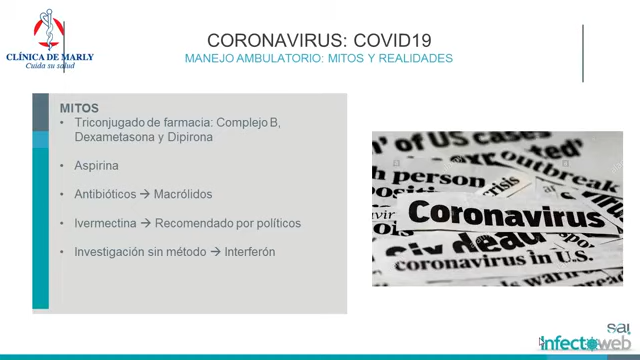 CLÍNICA DE MARLY
Cuida su salud
CORONAVIRUS: COVID19
MANEJO AMBULATORIO: MITOS Y REALIDADES
MITOS
• Triconjugado de farmacia: Complejo B,
Dexametasona y Dipirona
• Aspirina
• Antibióticos → Macrólidos
• Ivermectina → Recomendado por políticos
• Investigación sin método → Interferón
of US cases
outbreak
person
crisis
Coronavirus
dead
coronavirus in U.S.
sai
infectoweb